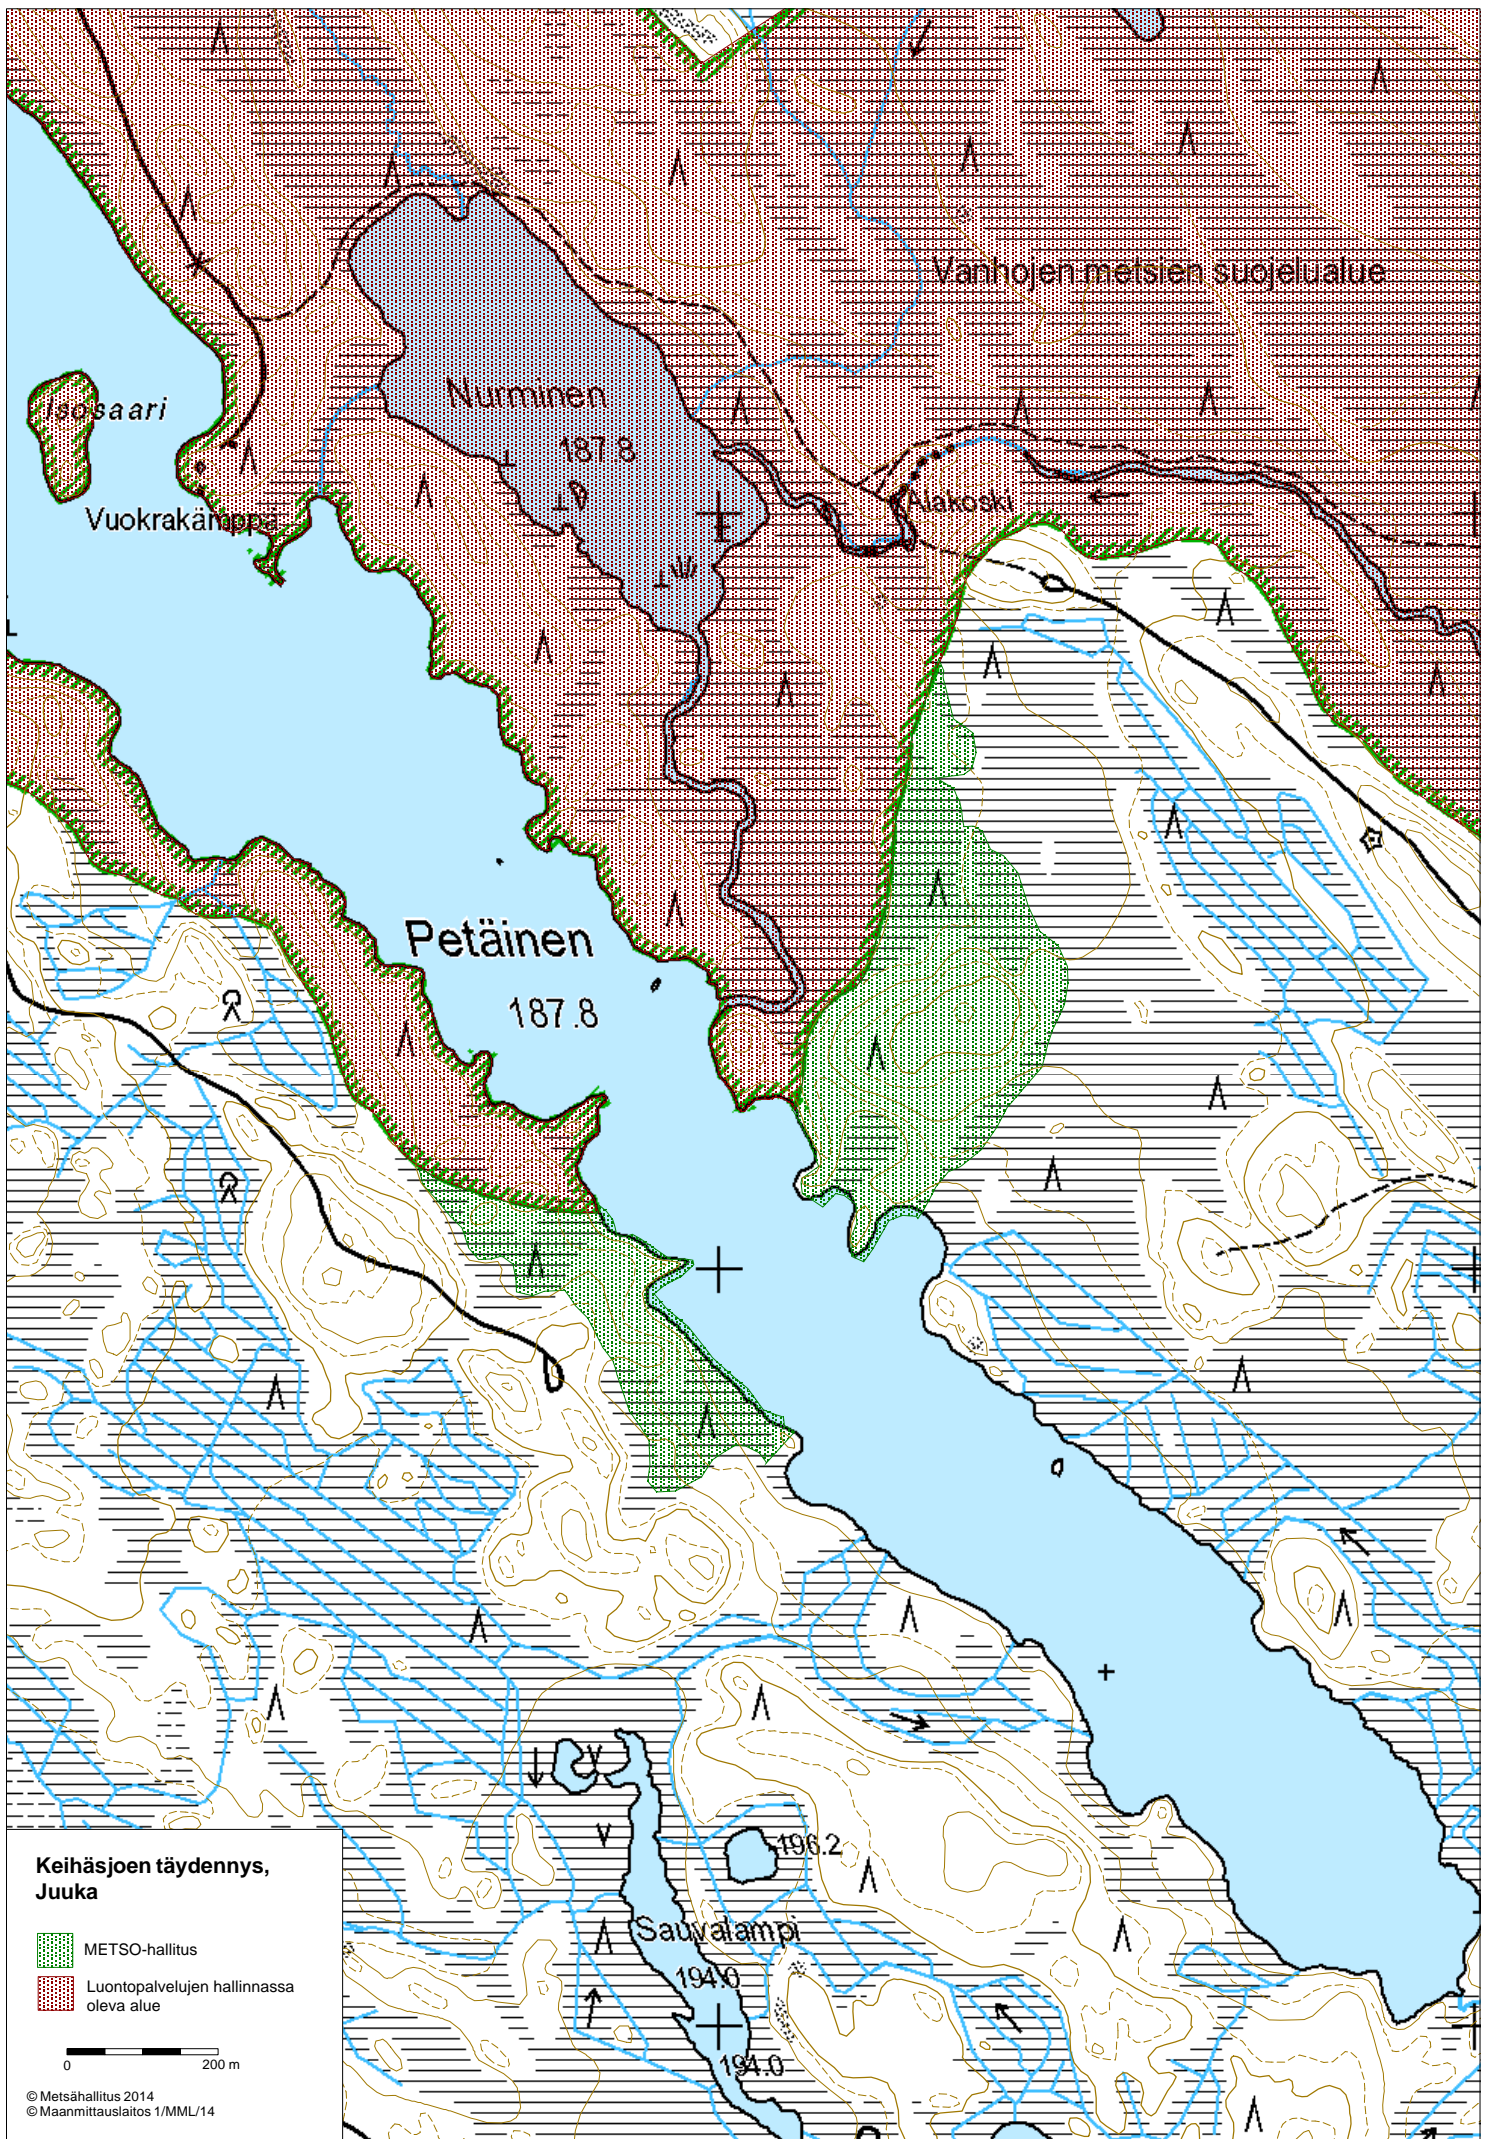 Vanhojen metsien suojelualue
Nurminen
187.8
Isosaari
Alakoski
Vuokrakämppä
Petäinen
187.8
196.2
Sauvalampi
194.0
194.0
Keihäsjoen täydennys,
Juuka
METSO-hallitus
Luontopalvelujen hallinnassa
oleva alue
0 200 m
© Metsähallitus 2014
© Maanmittauslaitos 1/MML/14